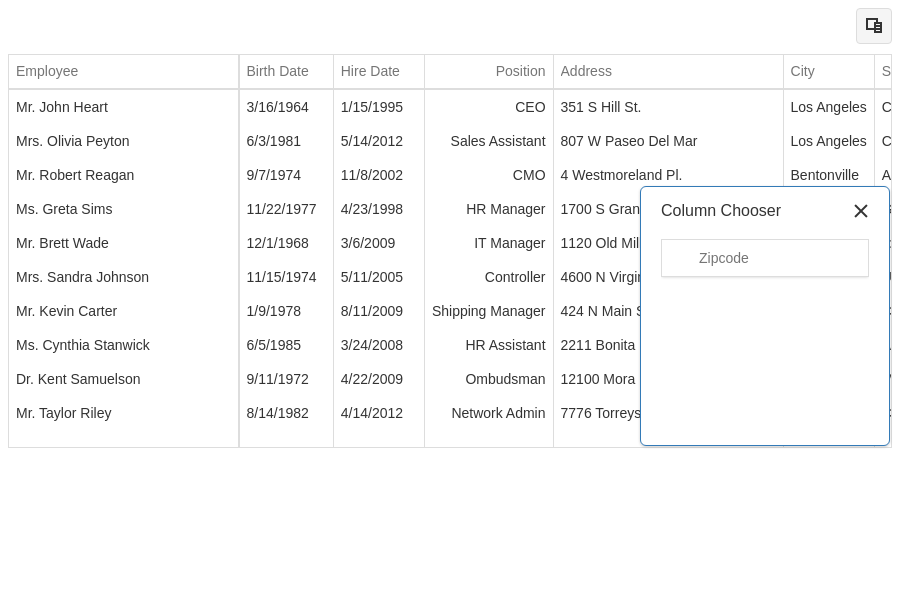 Employee Birth Date Hire Date Position Address City S
Mr. John Heart 3/16/1964 1/15/1995 CEO 351 S Hill St. Los Angeles C
Mrs. Olivia Peyton 6/3/1981 5/14/2012 Sales Assistant 807 W Paseo Del Mar Los Angeles C
Mr. Robert Reagan 9/7/1974 11/8/2002 CMO 4 Westmoreland Pl. Bentonville A
Ms. Greta Sims 11/22/1977 4/23/1998 HR Manager 1700 S Gran
Mr. Brett Wade 12/1/1968 3/6/2009 IT Manager 1120 Old Mil
Mrs. Sandra Johnson 11/15/1974 5/11/2005 Controller 4600 N Virgin
Mr. Kevin Carter 1/9/1978 8/11/2009 Shipping Manager 424 N Main S
Ms. Cynthia Stanwick 6/5/1985 3/24/2008 HR Assistant 2211 Bonita
Dr. Kent Samuelson 9/11/1972 4/22/2009 Ombudsman 12100 Mora
Mr. Taylor Riley 8/14/1982 4/14/2012 Network Admin 7776 Torreys
Column Chooser
Zipcode